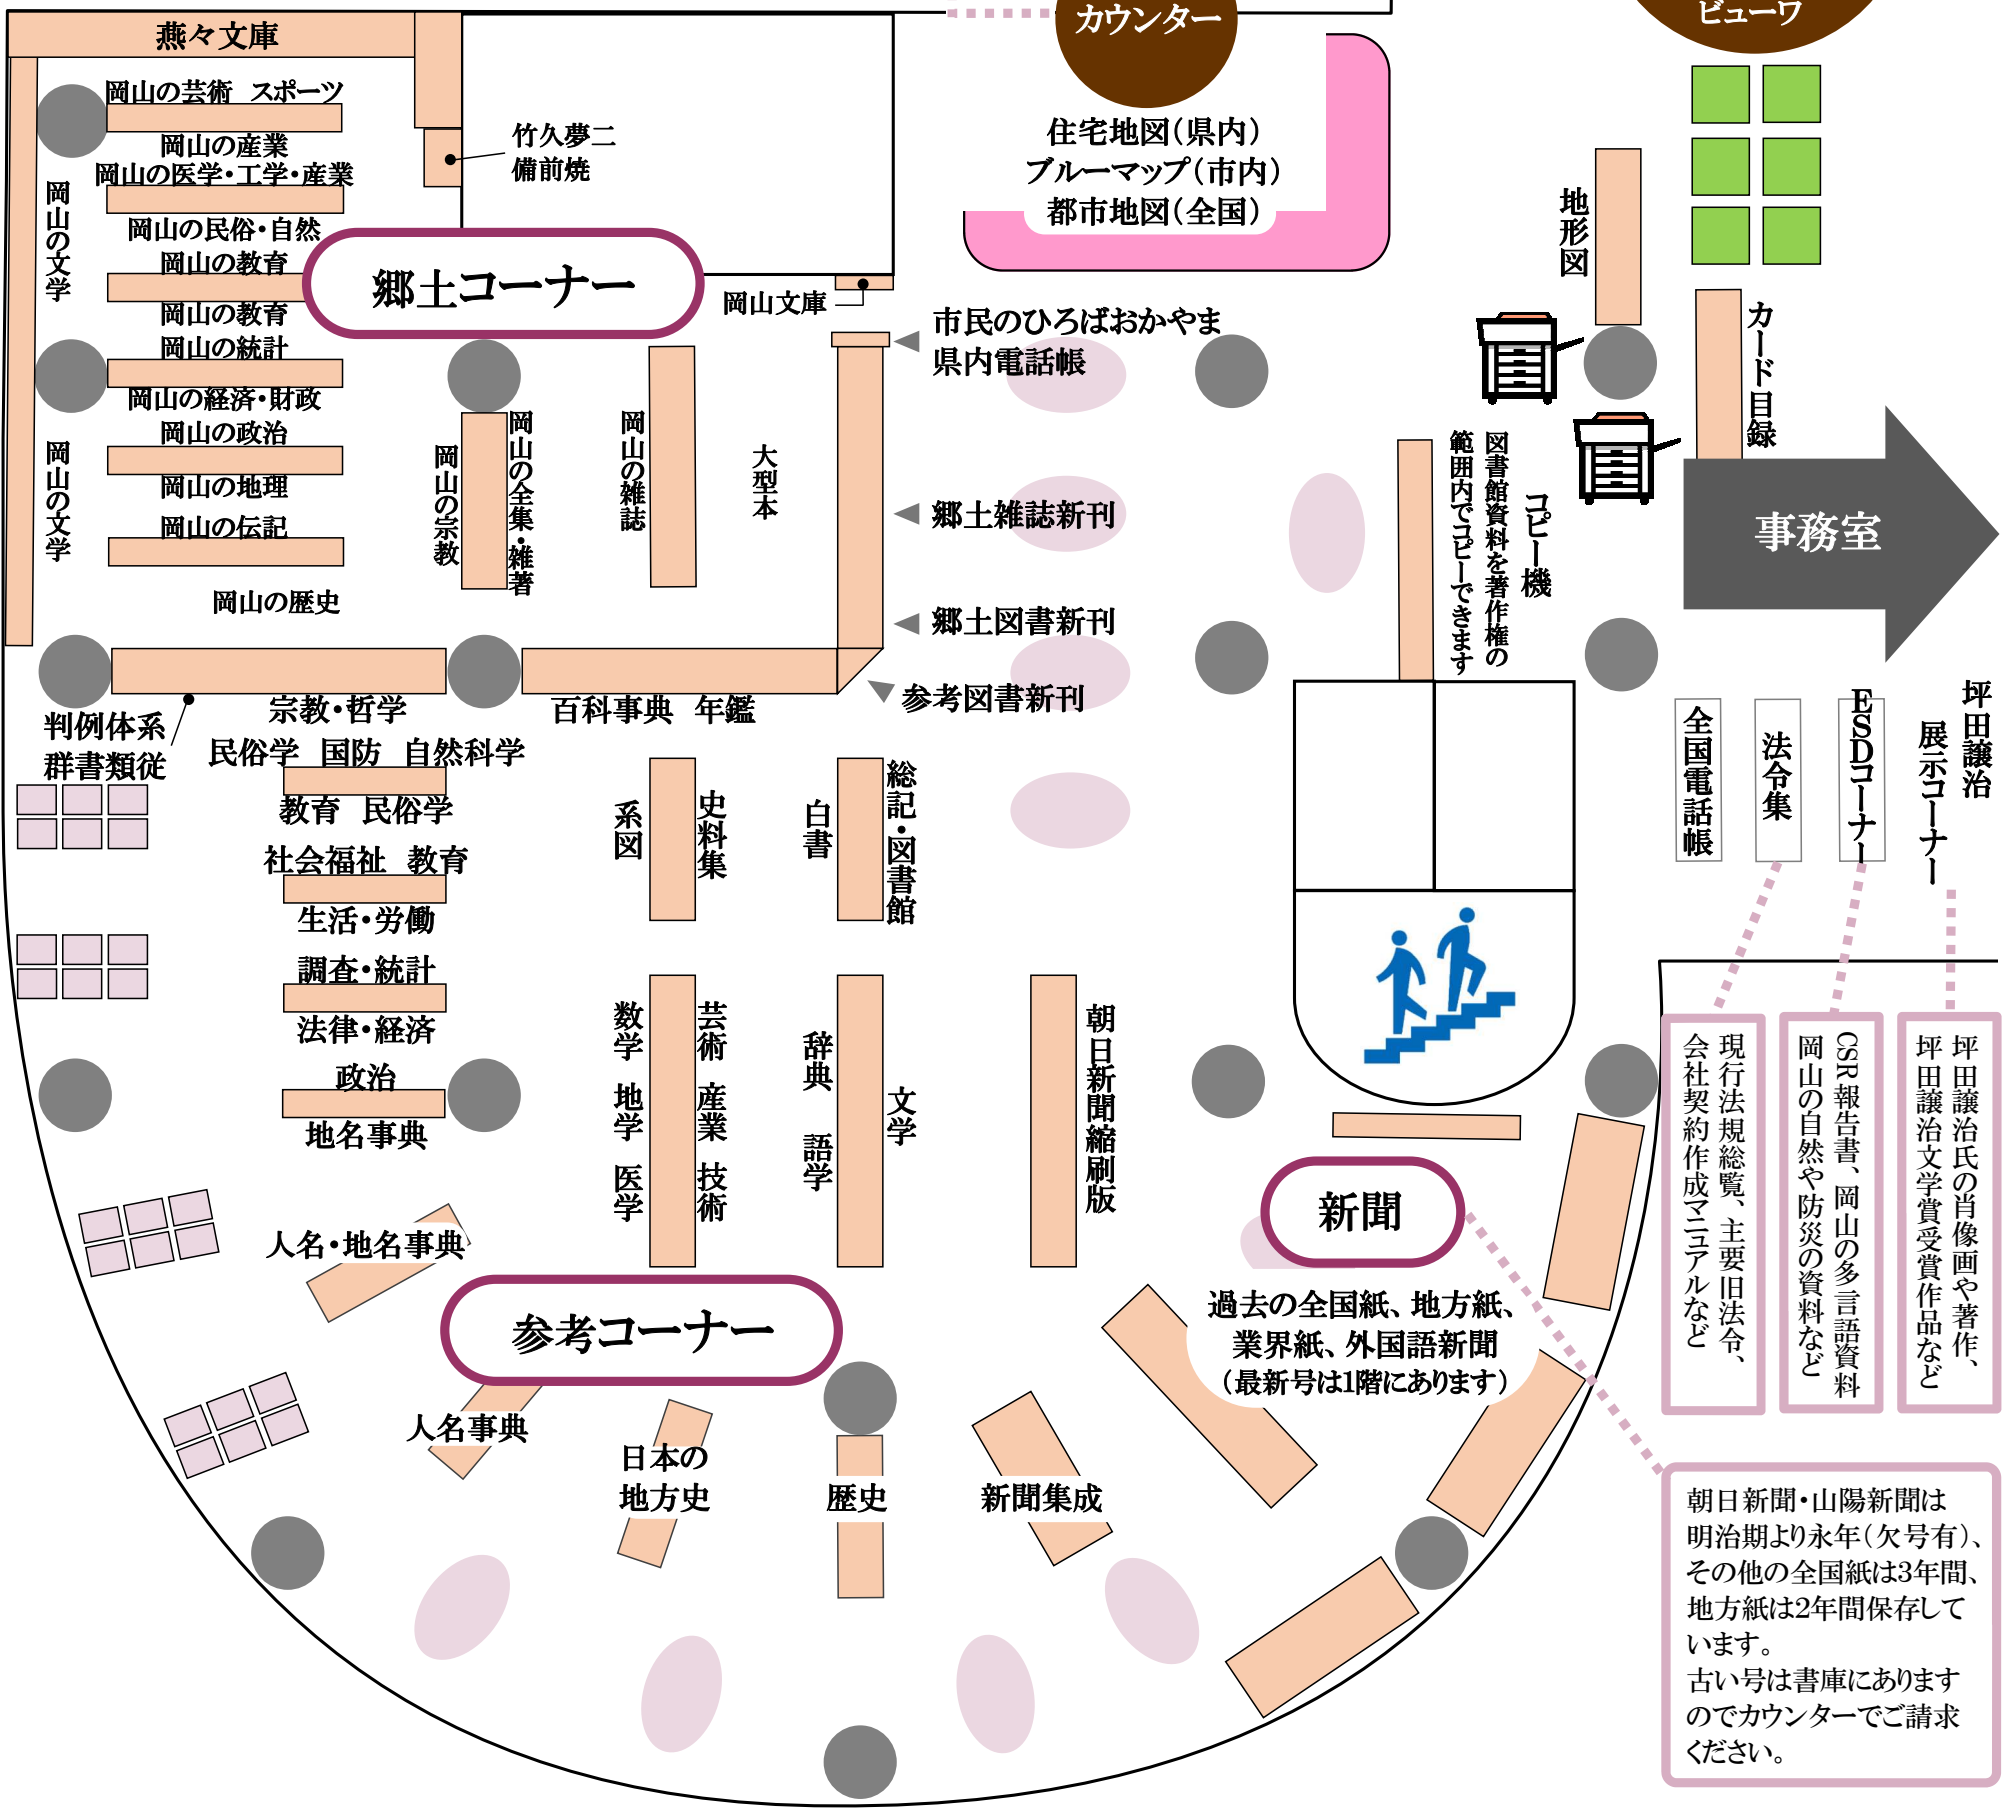 カウンター
ビューワ
燕々文庫
岡山の芸術　スポーツ
岡山の産業
岡山の医学・工学・産業
岡山の民俗・自然
岡山の教育
岡山の教育
岡山の統計
岡山の経済・財政
岡山の政治
岡山の地理
岡山の伝記
岡山の歴史
岡山の文学
岡山の文学
竹久夢二
備前焼
郷土コーナー
岡山文庫
住宅地図（県内）
ブルーマップ（市内）
都市地図（全国）
地形図
カード目録
市民のひろばおかやま
県内電話帳
岡山の宗教
岡山の全集・雑著
岡山の雑誌
大型本
郷土雑誌新刊
郷土図書新刊
参考図書新刊
コピー機
図書館資料を著作権の
範囲内でコピーできます
事務室
判例体系
群書類従
宗教・哲学
百科事典　年鑑
民俗学　国防　自然科学
教育　民俗学
社会福祉　教育
生活・労働
調査・統計
法律・経済
政治
地名事典
系図
史料集
白書
総記・図書館
数学　地学　医学
芸術　産業　技術
辞典　語学
文学
朝日新聞縮刷版
全国電話帳
法令集
ESDコーナー
坪田譲治
展示コーナー
現行法規総覧、主要旧法令、
会社契約作成マニュアルなど
CSR報告書、岡山の多言語資料
岡山の自然や防災の資料など
坪田譲治氏の肖像画や著作、
坪田譲治文学賞受賞作品など
人名・地名事典
参考コーナー
人名事典
日本の
地方史
歴史
新聞集成
新聞
過去の全国紙、地方紙、
業界紙、外国語新聞
（最新号は1階にあります）
朝日新聞・山陽新聞は
明治期より永年（欠号有）、
その他の全国紙は3年間、
地方紙は2年間保存して
います。
古い号は書庫にあります
のでカウンターでご請求
ください。